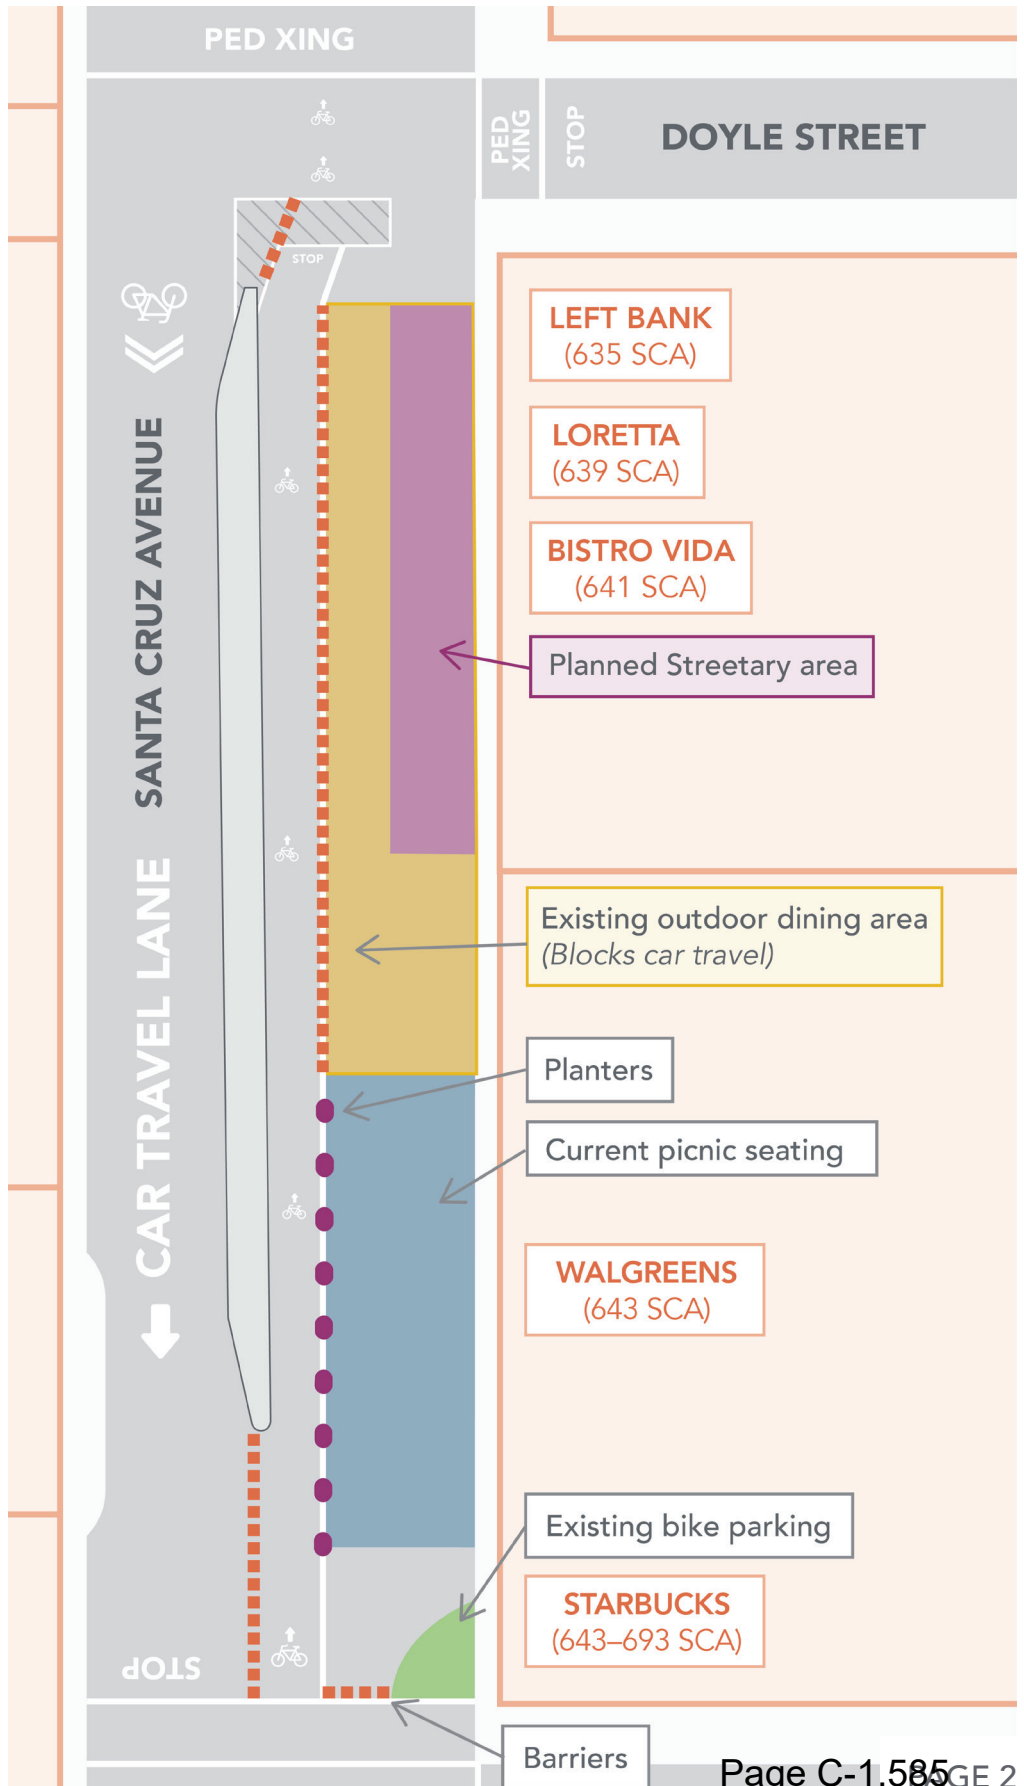 PED XING
PED XING
STOP
DOYLE STREET
STOP
SANTA CRUZ AVENUE
CAR TRAVEL LANE
LEFT BANK
(635 SCA)
LORETTA
(639 SCA)
BISTRO VIDA
(641 SCA)
Planned Streetary area
Existing outdoor dining area
(Blocks car travel)
Planters
Current picnic seating
WALGREENS
(643 SCA)
Existing bike parking
STARBUCKS
(643–693 SCA)
STOP
Barriers
Page C-1.585
PAGE 2